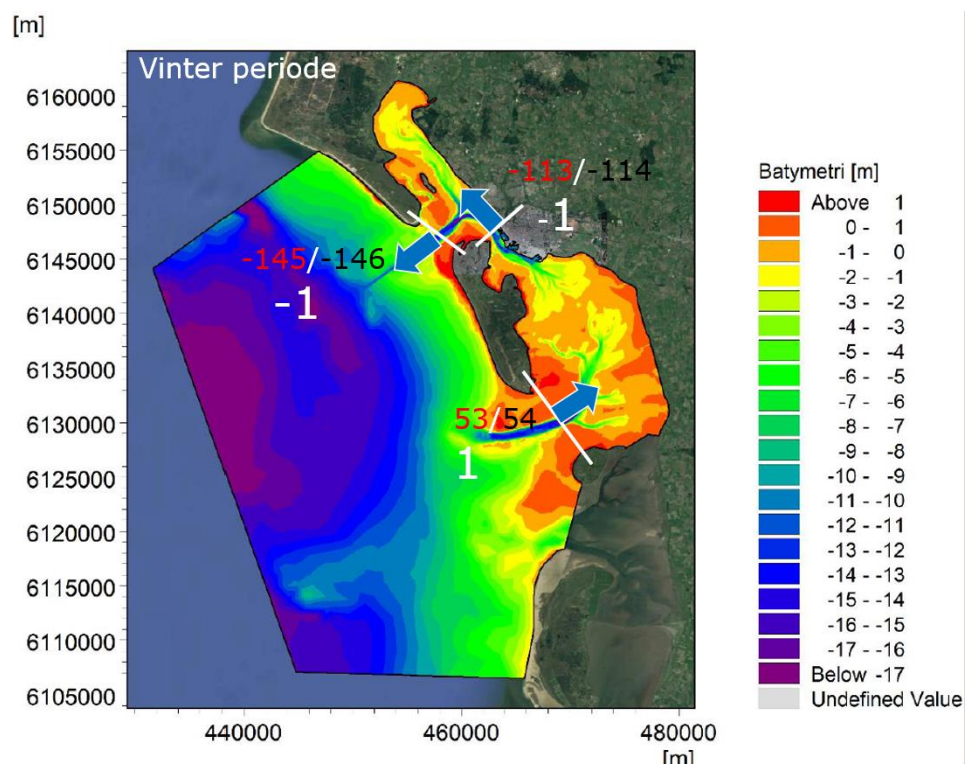 [m]
Vinter periode
6160000
6155000
6150000
6145000
6140000
6135000
6130000
6125000
6120000
6115000
6110000
6105000
-113/-114
-1
-145/-146
-1
53/54
1
440000
460000
480000
[m]
Batymetri [m]
Above 1
0 - 1
-1 - 0
-2 - -1
-3 - -2
-4 - -3
-5 - -4
-6 - -5
-7 - -6
-8 - -7
-9 - -8
-10 - -9
-11 - -10
-12 - -11
-13 - -12
-14 - -13
-15 - -14
-16 - -15
-17 - -16
Below -17
Undefined Value